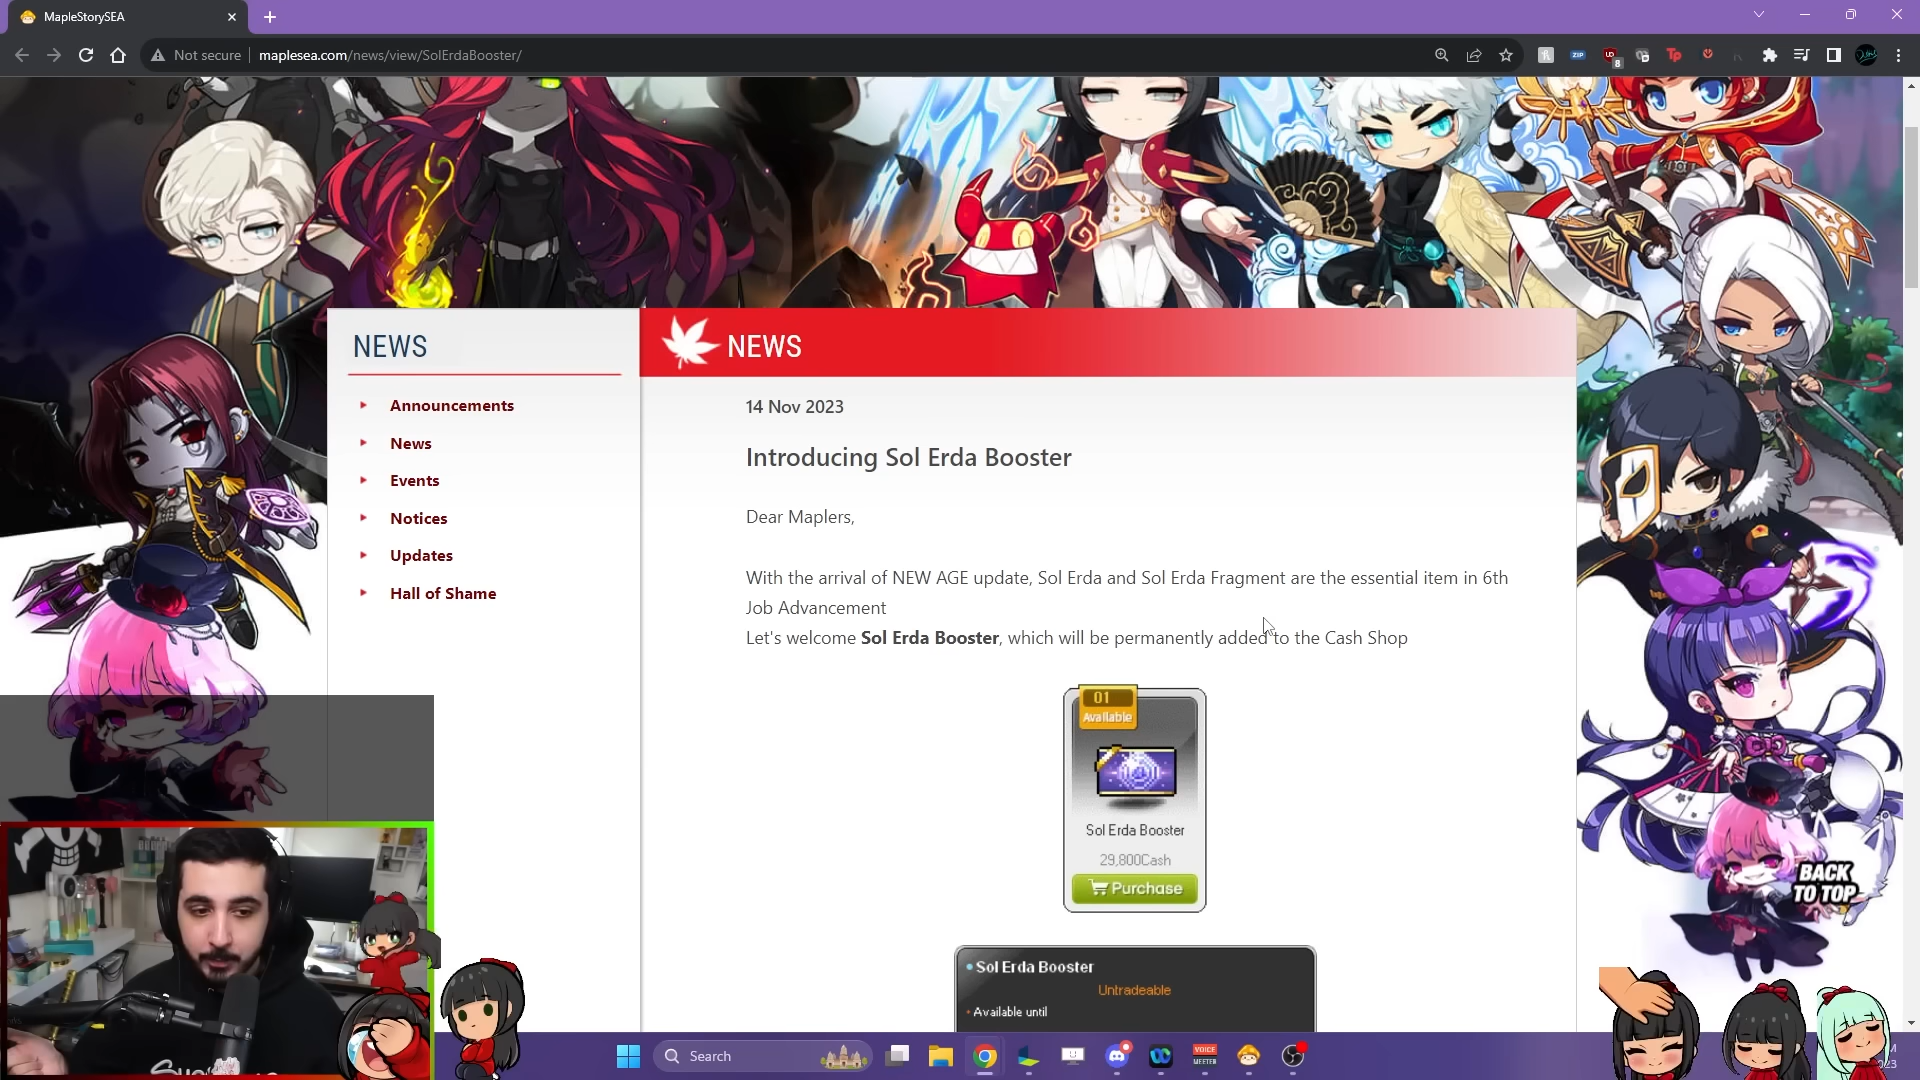 MapleStorySEA
Not secure
maplesea.com/news/view/SolErdaBooster/
NEWS
Announcements
News
Events
Notices
Updates
Hall of Shame
NEWS
14 Nov 2023
Introducing Sol Erda Booster
Dear Maplers,
With the arrival of NEW AGE update, Sol Erda and Sol Erda Fragment are the essential item in 6th
Job Advancement
Let's welcome Sol Erda Booster, which will be permanently added to the Cash Shop
01
Available
Sol Erda Booster
29,800Cash
Purchase
• Sol Erda Booster
Untradeable
• Available until
BACK
TO TOP
Search
VOICE
MEETER